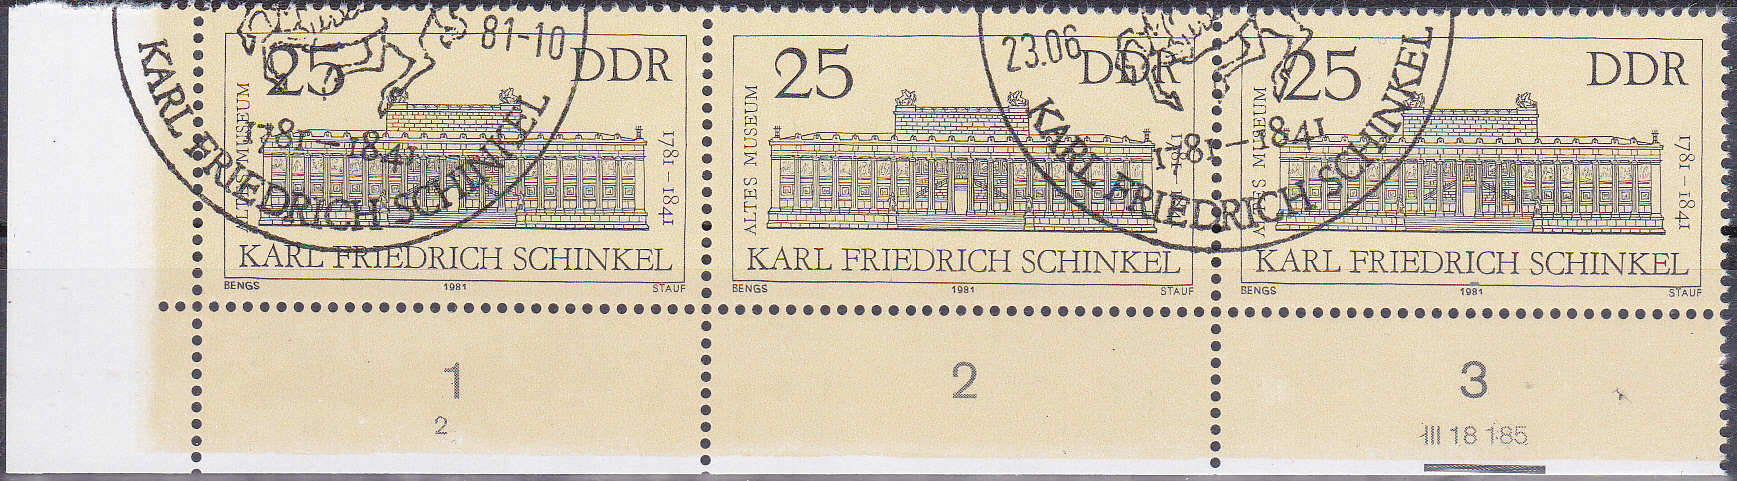 81-10
25 DDR
ALTES MUSEUM
1781-1841
KARL FRIEDRICH SCHINKEL
BENGS 1981 STAUF
1781-1841
KARL FRIEDRICH SCHINKEL
25 DDR
ALTES MUSEUM
1781-1841
KARL FRIEDRICH SCHINKEL
BENGS 1981 STAUF
23.06
1781-1841
KARL FRIEDRICH SCHINKEL
25 DDR
ALTES MUSEUM
1781-1841
KARL FRIEDRICH SCHINKEL
BENGS 1981 STAUF
1 2 3
2
III 18 185